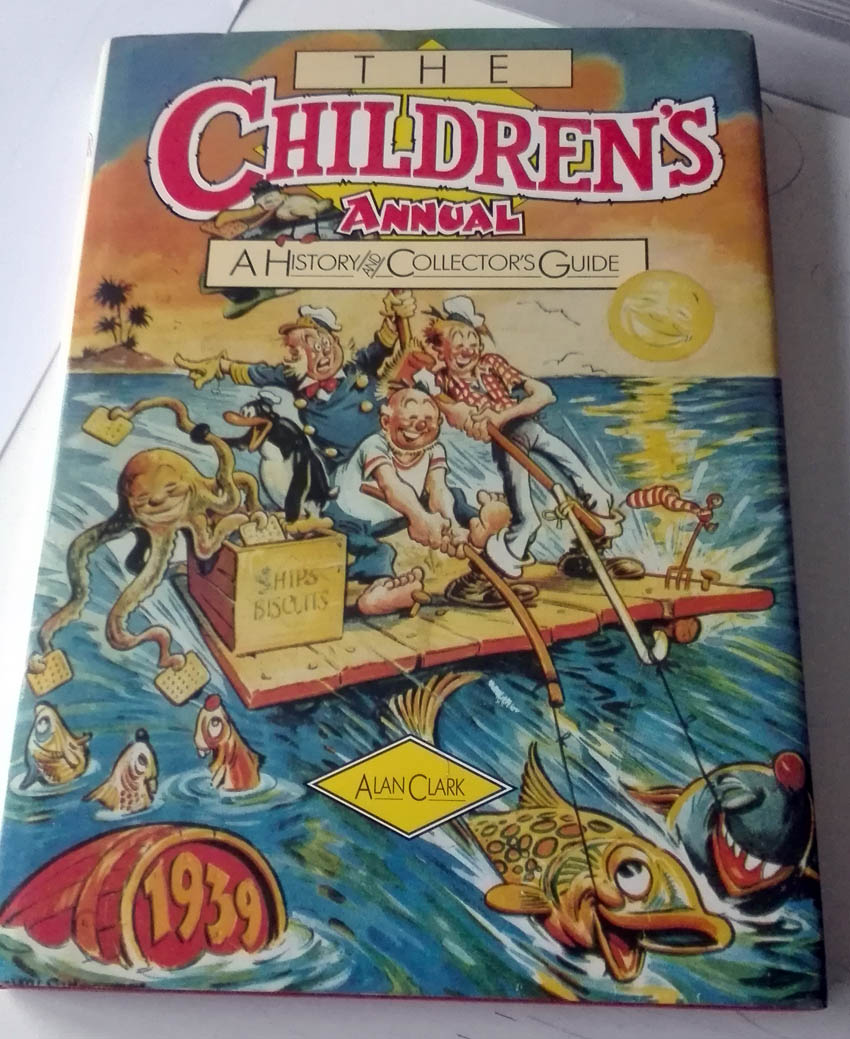 THE
CHILDREN'S
ANNUAL
A HISTORY AND COLLECTOR'S GUIDE
SHIPS
BISCUITS
ALAN CLARK
1939